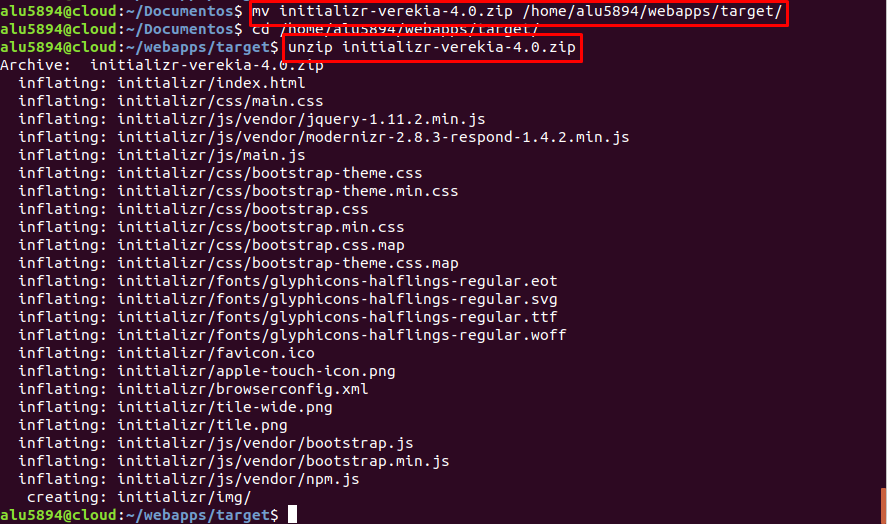 alu5894@cloud:~/Documentos$ mv initializr-verekia-4.0.zip /home/alu5894/webapps/target/
alu5894@cloud:~/Documentos$ cd /home/alu5894/webapps/target/
alu5894@cloud:~/webapps/target$ unzip initializr-verekia-4.0.zip
Archive:  initializr-verekia-4.0.zip
  inflating: initializr/index.html
  inflating: initializr/css/main.css
  inflating: initializr/js/vendor/jquery-1.11.2.min.js
  inflating: initializr/js/vendor/modernizr-2.8.3-respond-1.4.2.min.js
  inflating: initializr/js/main.js
  inflating: initializr/css/bootstrap-theme.css
  inflating: initializr/css/bootstrap-theme.min.css
  inflating: initializr/css/bootstrap.css
  inflating: initializr/css/bootstrap.min.css
  inflating: initializr/css/bootstrap.css.map
  inflating: initializr/css/bootstrap-theme.css.map
  inflating: initializr/fonts/glyphicons-halflings-regular.eot
  inflating: initializr/fonts/glyphicons-halflings-regular.svg
  inflating: initializr/fonts/glyphicons-halflings-regular.ttf
  inflating: initializr/fonts/glyphicons-halflings-regular.woff
  inflating: initializr/favicon.ico
  inflating: initializr/apple-touch-icon.png
  inflating: initializr/browserconfig.xml
  inflating: initializr/tile-wide.png
  inflating: initializr/tile.png
  inflating: initializr/js/vendor/bootstrap.js
  inflating: initializr/js/vendor/bootstrap.min.js
  inflating: initializr/js/vendor/npm.js
   creating: initializr/img/
alu5894@cloud:~/webapps/target$